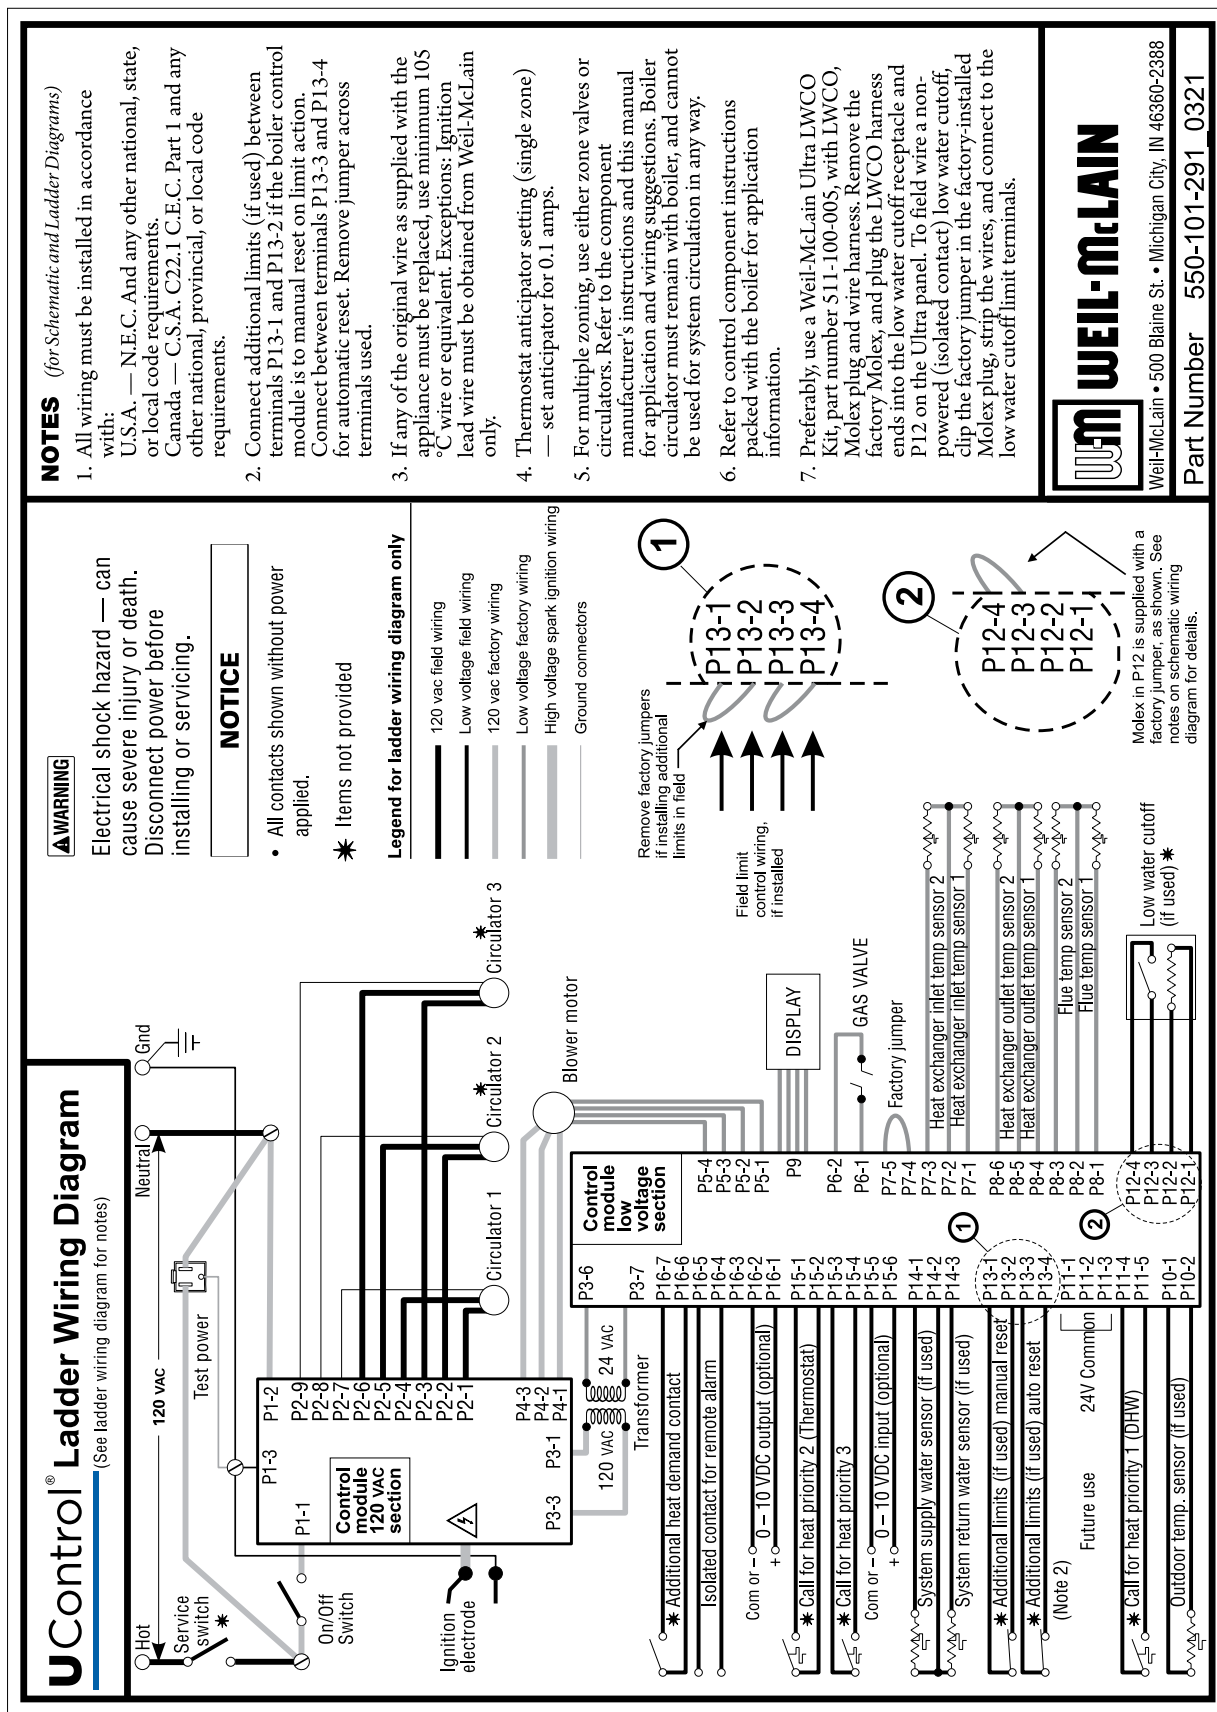 UControl® Ladder Wiring Diagram
(See ladder wiring diagram for notes)
Hot
120 VAC
Neutral
Gnd
Service
switch
Test power
On/Off
Switch
P1-1
P1-3
P1-2
P2-9
P2-8
P2-7
P2-6
P2-5
P2-4
P2-3
P2-2
P2-1
Control
module
120 VAC
section
Ignition
electrode
P3-3
P3-1
P4-3
P4-2
P4-1
Circulator 1
Circulator 2
Circulator 3
Blower motor
120 VAC
24 VAC
Transformer
P3-6
P3-7
Control
module
low
voltage
section
P16-7
P16-6
P16-5
P16-4
P16-3
P16-2
P16-1
P15-1
P15-2
P15-3
P15-4
P15-5
P15-6
P14-1
P14-2
P14-3
P13-1
P13-2
P13-3
P13-4
P11-1
P11-2
P11-3
P11-4
P11-5
P10-1
P10-2
Additional heat demand contact
Isolated contact for remote alarm
Com or –
0 – 10 VDC output (optional)
+
Call for heat priority 2 (Thermostat)
Call for heat priority 3
Com or –
0 – 10 VDC input (optional)
+
System supply water sensor (if used)
System return water sensor (if used)
Additional limits (if used) manual reset
Additional limits (if used) auto reset
(Note 2)
Future use
24V Common
Call for heat priority 1 (DHW)
Outdoor temp. sensor (if used)
1
2
P5-4
P5-3
P5-2
P5-1
P9
P6-2
P6-1
P7-5
P7-4
P7-3
P7-2
P7-1
P8-6
P8-5
P8-4
P8-3
P8-2
P8-1
P12-4
P12-3
P12-2
P12-1
DISPLAY
GAS VALVE
Factory jumper
Heat exchanger inlet temp sensor 2
Heat exchanger inlet temp sensor 1
Heat exchanger outlet temp sensor 2
Heat exchanger outlet temp sensor 1
Flue temp sensor 2
Flue temp sensor 1
Low water cutoff
(if used)
WARNING
Electrical shock hazard — can
cause severe injury or death.
Disconnect power before
installing or servicing.
NOTICE
• All contacts shown without power
applied.
Items not provided
Legend for ladder wiring diagram only
120 vac field wiring
Low voltage field wiring
120 vac factory wiring
Low voltage factory wiring
High voltage spark ignition wiring
Ground connectors
Remove factory jumpers
if installing additional
limits in field
Field limit
control wiring,
if installed
1
P13-1
P13-2
P13-3
P13-4
2
P12-4
P12-3
P12-2
P12-1
Molex in P12 is supplied with a
factory jumper, as shown. See
notes on schematic wiring
diagram for details.
NOTES (for Schematic and Ladder Diagrams)
1. All wiring must be installed in accordance
with:
U.S.A. — N.E.C. And any other national, state,
or local code requirements.
Canada — C.S.A. C22.1 C.E.C. Part 1 and any
other national, provincial, or local code
requirements.
2. Connect additional limits (if used) between
terminals P13-1 and P13-2 if the boiler control
module is to manual reset on limit action.
Connect between terminals P13-3 and P13-4
for automatic reset. Remove jumper across
terminals used.
3. If any of the original wire as supplied with the
appliance must be replaced, use minimum 105
°C wire or equivalent. Exceptions: Ignition
lead wire must be obtained from Weil-McLain
only.
4. Thermostat anticipator setting (single zone)
— set anticipator for 0.1 amps.
5. For multiple zoning, use either zone valves or
circulators. Refer to the component
manufacturer's instructions and this manual
for application and wiring suggestions. Boiler
circulator must remain with boiler, and cannot
be used for system circulation in any way.
6. Refer to control component instructions
packed with the boiler for application
information.
7. Preferably, use a Weil-McLain Ultra LWCO
Kit, part number 511-100-005, with LWCO,
Molex plug and wire harness. Remove the
factory Molex, and plug the LWCO harness
ends into the low water cutoff receptacle and
P12 on the Ultra panel. To field wire a non-
powered (isolated contact) low water cutoff,
clip the factory jumper in the factory-installed
Molex plug, strip the wires, and connect to the
low water cutoff limit terminals.
WM WEIL-McLAIN
Weil-McLain • 500 Blaine St. • Michigan City, IN 46360-2388
Part Number 550-101-291_0321